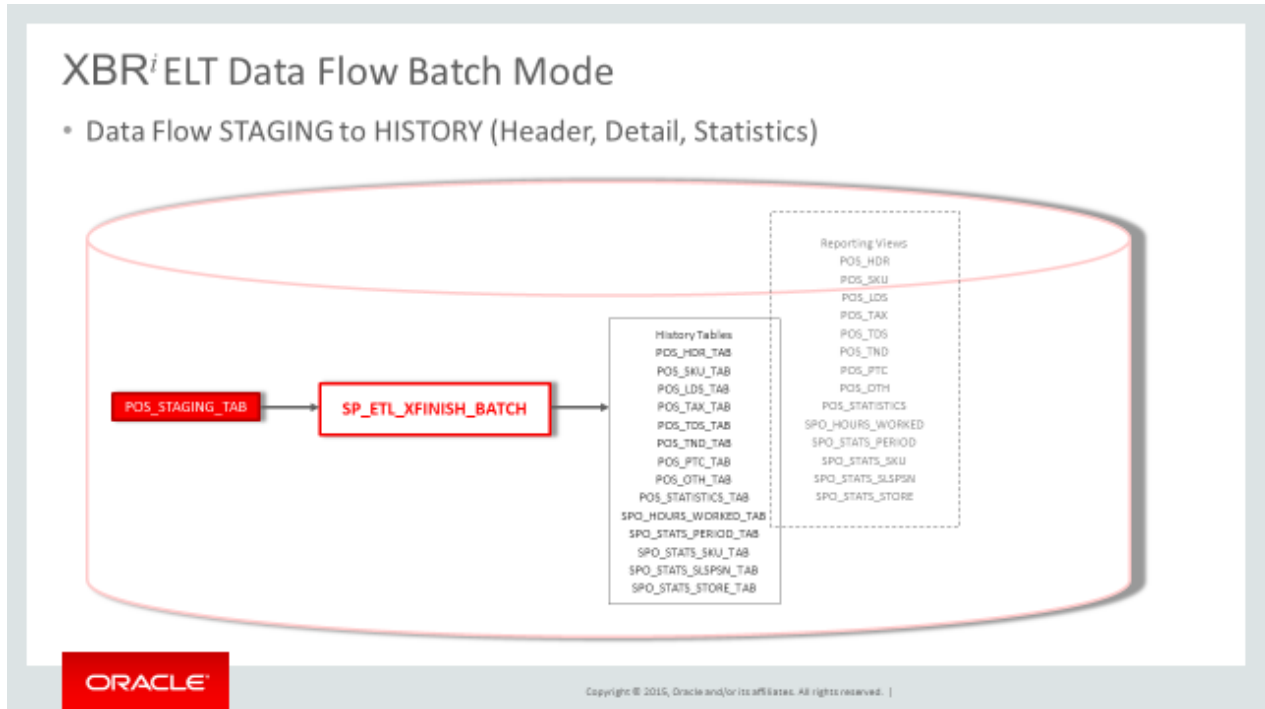 XBRi ELT Data Flow Batch Mode
• Data Flow STAGING to HISTORY (Header, Detail, Statistics)
POS_STAGING_TAB
SP_ETL_XFINISH_BATCH
History Tables
POS_HDR_TAB
POS_SKU_TAB
POS_LDS_TAB
POS_TAX_TAB
POS_TDS_TAB
POS_TND_TAB
POS_PTC_TAB
POS_OTH_TAB
POS_STATISTICS_TAB
SPO_HOURS_WORKED_TAB
SPO_STATS_PERIOD_TAB
SPO_STATS_SKU_TAB
SPO_STATS_SLSPSN_TAB
SPO_STATS_STORE_TAB
Reporting Views
POS_HDR
POS_SKU
POS_LDS
POS_TAX
POS_TDS
POS_TND
POS_PTC
POS_OTH
POS_STATISTICS
SPO_HOURS_WORKED
SPO_STATS_PERIOD
SPO_STATS_SKU
SPO_STATS_SLSPSN
SPO_STATS_STORE
ORACLE
Copyright © 2015, Oracle and/or its affiliates. All rights reserved. |